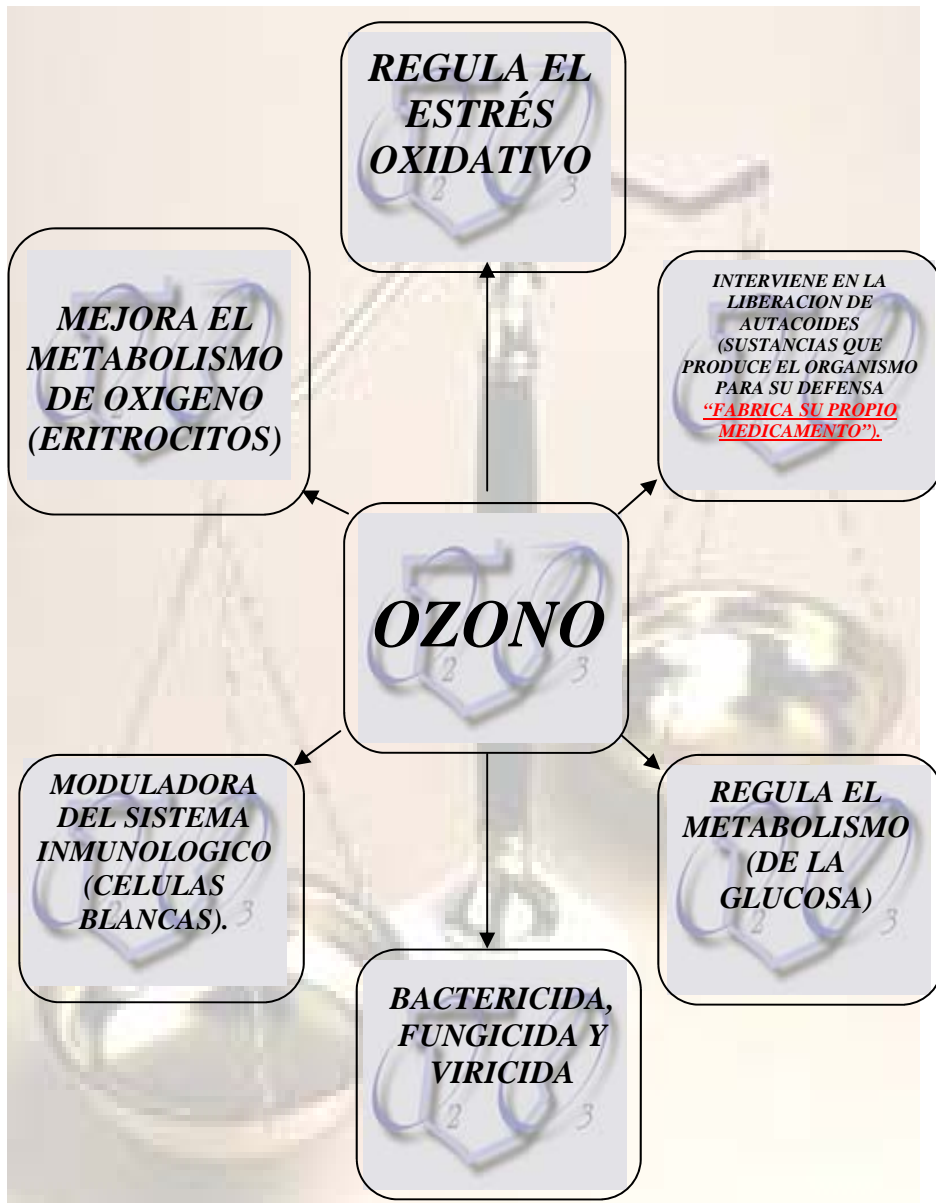 REGULA EL
ESTRÉS
OXIDATIVO
MEJORA EL
METABOLISMO
DE OXIGENO
(ERITROCITOS)
INTERVIENE EN LA
LIBERACION DE
AUTACOIDES
(SUSTANCIAS QUE
PRODUCE EL ORGANISMO
PARA SU DEFENSA
“FABRICA SU PROPIO
MEDICAMENTO”).
OZONO
MODULADORA
DEL SISTEMA
INMUNOLOGICO
(CELULAS
BLANCAS).
REGULA EL
METABOLISMO
(DE LA
GLUCOSA)
BACTERICIDA,
FUNGICIDA Y
VIRICIDA